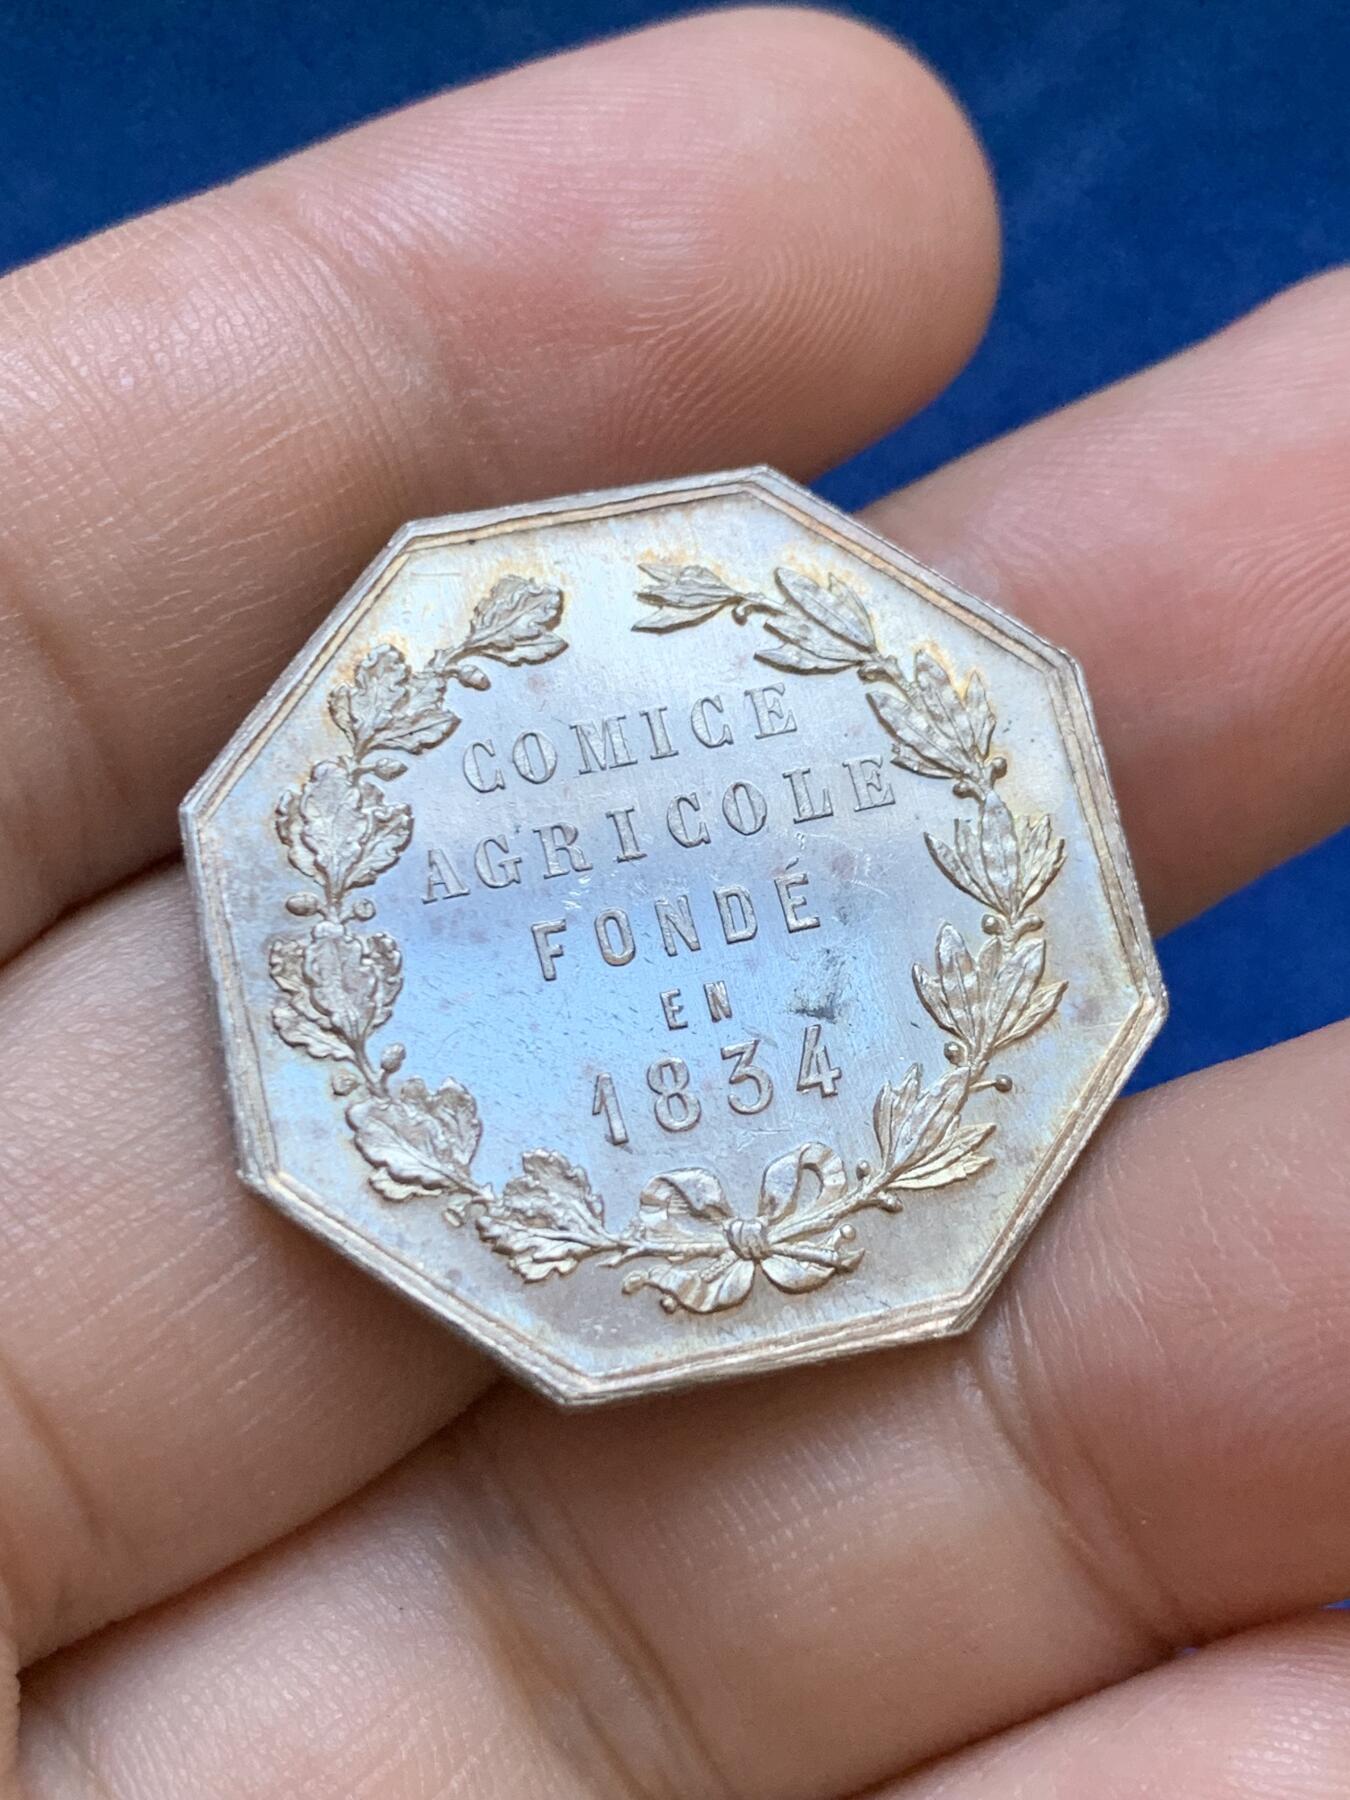 COMICE
AGRICOLE
FONDÉ
EN
1834